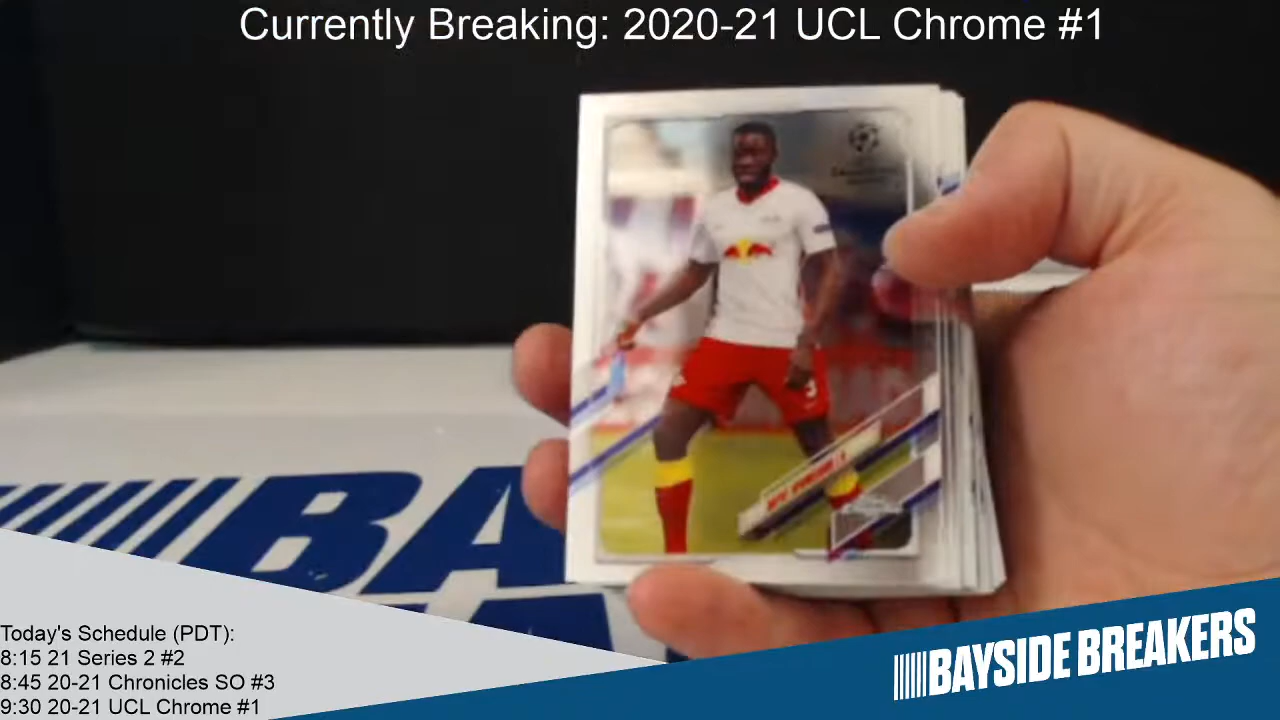 Currently Breaking: 2020-21 UCL Chrome #1
BA
Today's Schedule (PDT):
8:15 21 Series 2 #2
8:45 20-21 Chronicles SO #3
9:30 20-21 UCL Chrome #1
BAYSIDE BREAKERS